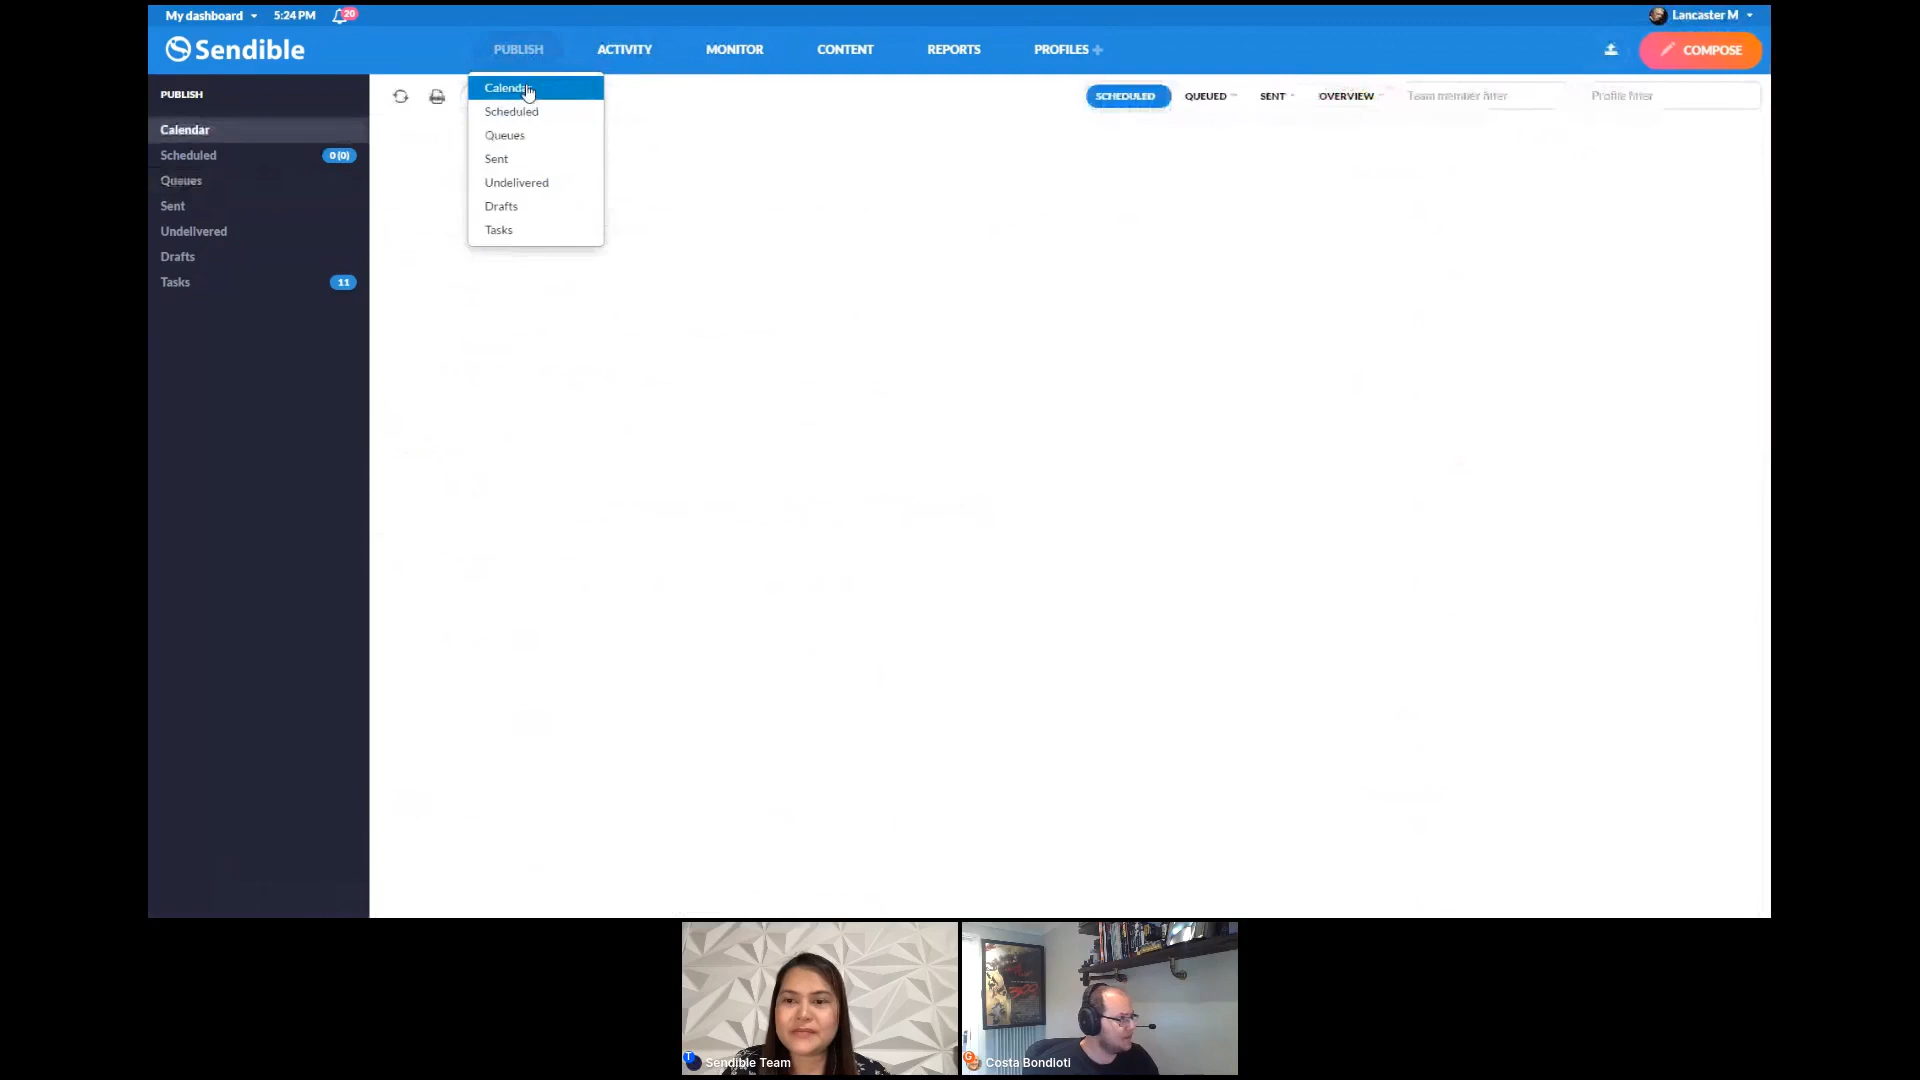 My dashboard 5:24 PM 20 Lancaster M
Sendible PUBLISH ACTIVITY MONITOR CONTENT REPORTS PROFILES + COMPOSE
PUBLISH
Calendar
Scheduled 0 (0)
Queues
Sent
Undelivered
Drafts
Tasks 11
Calendar
Scheduled
Queues
Sent
Undelivered
Drafts
Tasks
SCHEDULED QUEUED SENT OVERVIEW Team member filter Profile filter
300
T Sendible Team
Costa Bondioti